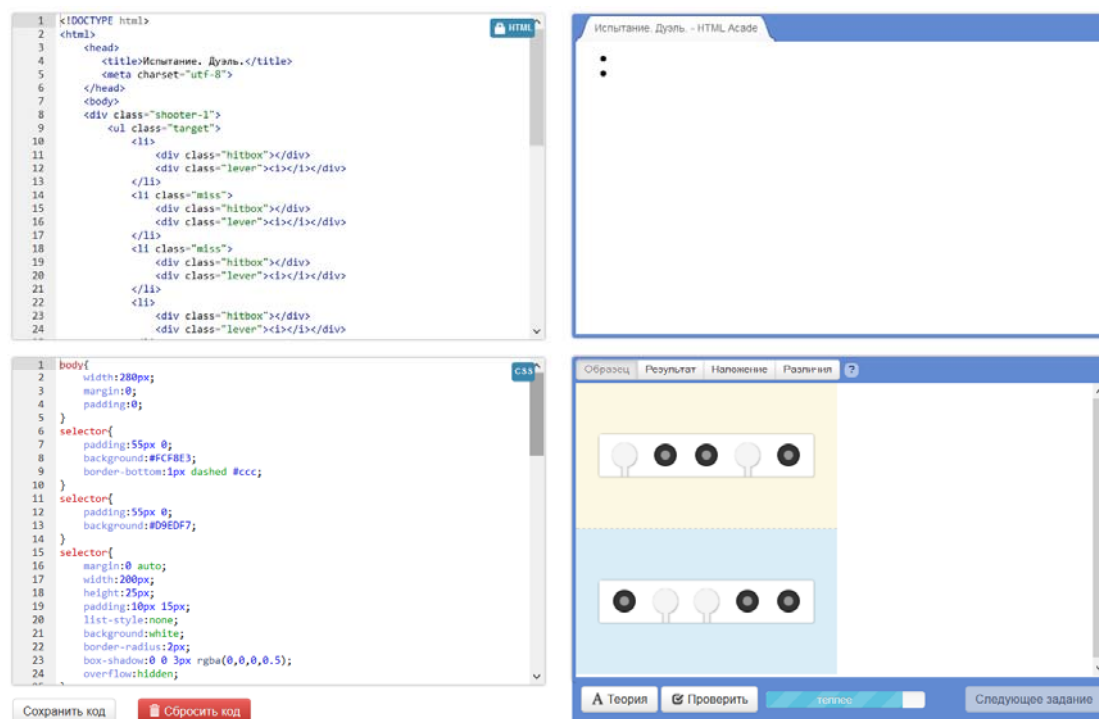 1 <!DOCTYPE html>
HTML
2 <html>
3 <head>
4 <title>Испытание. Дуэль.</title>
5 <meta charset="utf-8">
6 </head>
7 <body>
8 <div class="shooter-1">
9 <ul class="target">
10 <li>
11 <div class="hitbox"></div>
12 <div class="lever"><i></i></div>
13 </li>
14 <li class="miss">
15 <div class="hitbox"></div>
16 <div class="lever"><i></i></div>
17 </li>
18 <li class="miss">
19 <div class="hitbox"></div>
20 <div class="lever"><i></i></div>
21 </li>
22 <li>
23 <div class="hitbox"></div>
24 <div class="lever"><i></i></div>
Испытание. Дуэль. - HTML Acade
1 body{
CSS
2 width:280px;
3 margin:0;
4 padding:0;
5 }
6 selector{
7 padding:55px 0;
8 background:#FCF8E3;
9 border-bottom:1px dashed #ccc;
10 }
11 selector{
12 padding:55px 0;
13 background:#D9EDF7;
14 }
15 selector{
16 margin:0 auto;
17 width:200px;
18 height:25px;
19 padding:10px 15px;
20 list-style:none;
21 background:white;
22 border-radius:2px;
23 box-shadow:0 0 3px rgba(0,0,0,0.5);
24 overflow:hidden;
Образец Результат Наложение Различия ?
Сохранить код Сбросить код
А Теория Проверить теплее Следующее задание